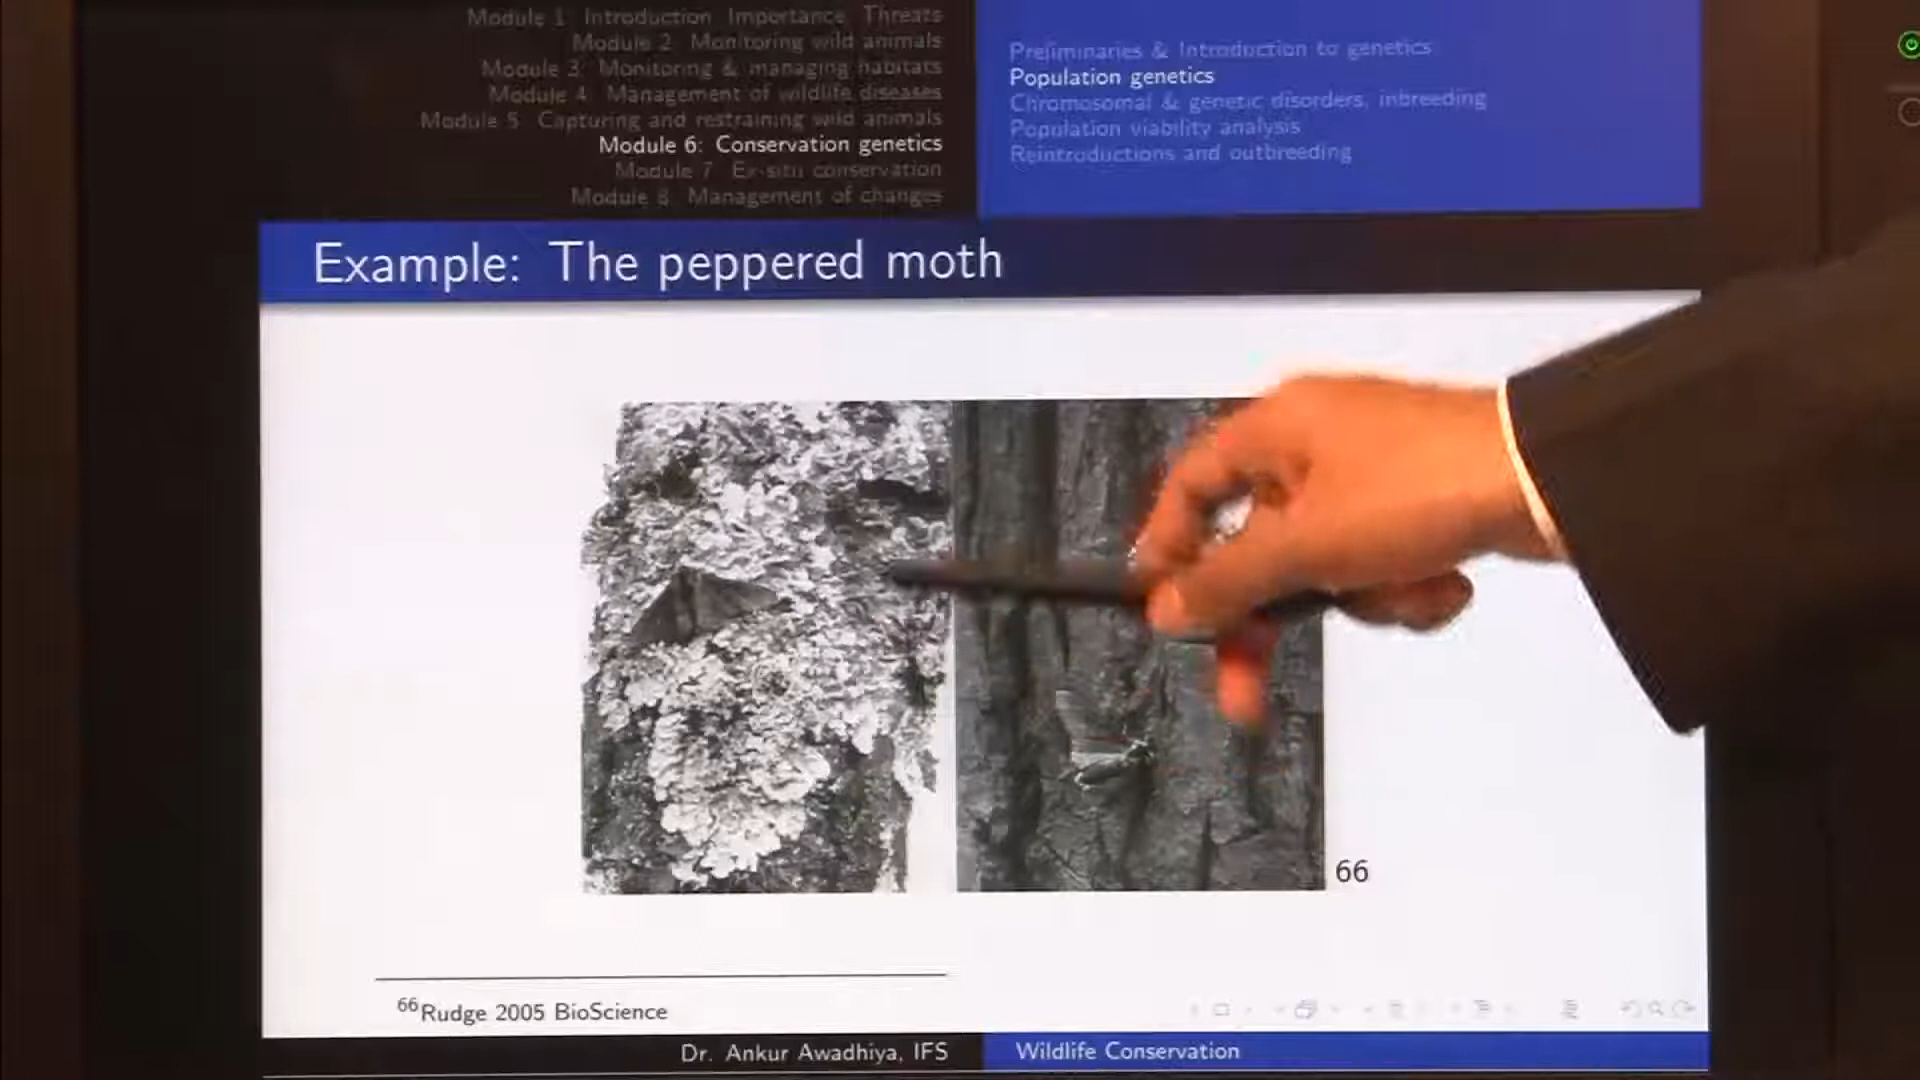 Module 1: Introduction, Importance, Threats
Module 2: Monitoring wild animals
Module 3: Monitoring & managing habitats
Module 4: Management of wildlife diseases
Module 5: Capturing and restraining wild animals
Module 6: Conservation genetics
Module 7: Ex-situ conservation
Module 8: Management of changes
Preliminaries & Introduction to genetics
Population genetics
Chromosomal & genetic disorders, inbreeding
Population viability analysis
Reintroductions and outbreeding
Example: The peppered moth
66
66Rudge 2005 BioScience
Dr. Ankur Awadhiya, IFS
Wildlife Conservation